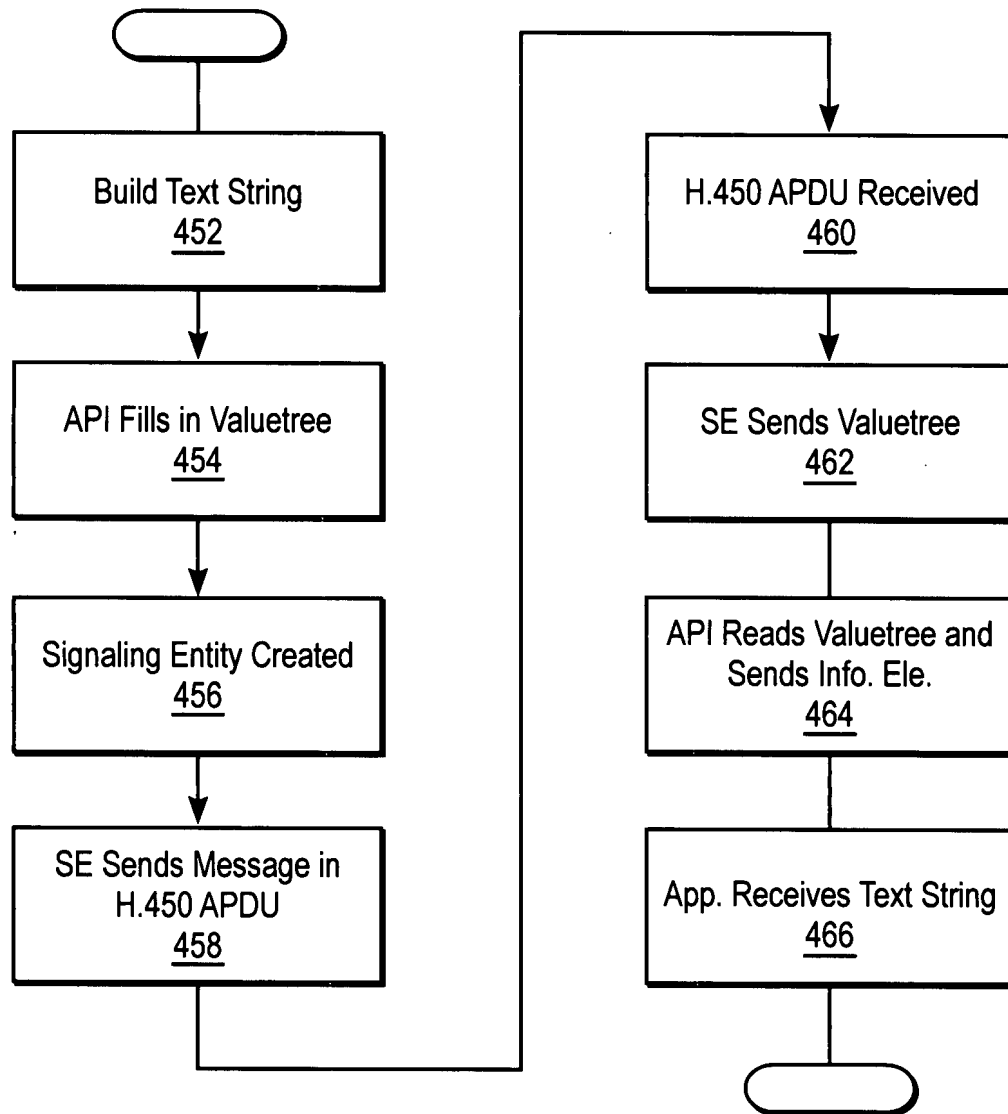 Build Text String
452
API Fills in Valuetree
454
Signaling Entity Created
456
SE Sends Message in
H.450 APDU
458
H.450 APDU Received
460
SE Sends Valuetree
462
API Reads Valuetree and
Sends Info. Ele.
464
App. Receives Text String
466